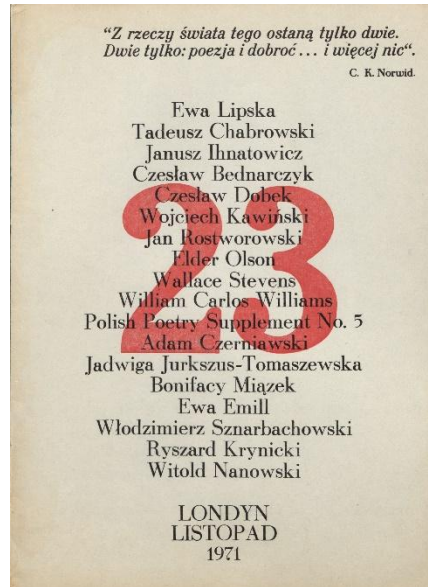 "Z rzeczy świata tego ostaną tylko dwie.
Dwie tylko: poezja i dobroć ... i więcej nic".
C. K. Norwid.
Ewa Lipska
Tadeusz Chabrowski
Janusz Ihnatowicz
Czesław Bednarczyk
Czesław Dobek
Wojciech Kawiński
Jan Rostworowski
Elder Olson
Wallace Stevens
William Carlos Williams
Polish Poetry Supplement No. 5
Adam Czerniawski
Jadwiga Jurkszus-Tomaszewska
Bonifacy Miązek
Ewa Emill
Włodzimierz Sznarbachowski
Ryszard Krynicki
Witold Nanowski
23
LONDYN
LISTOPAD
1971